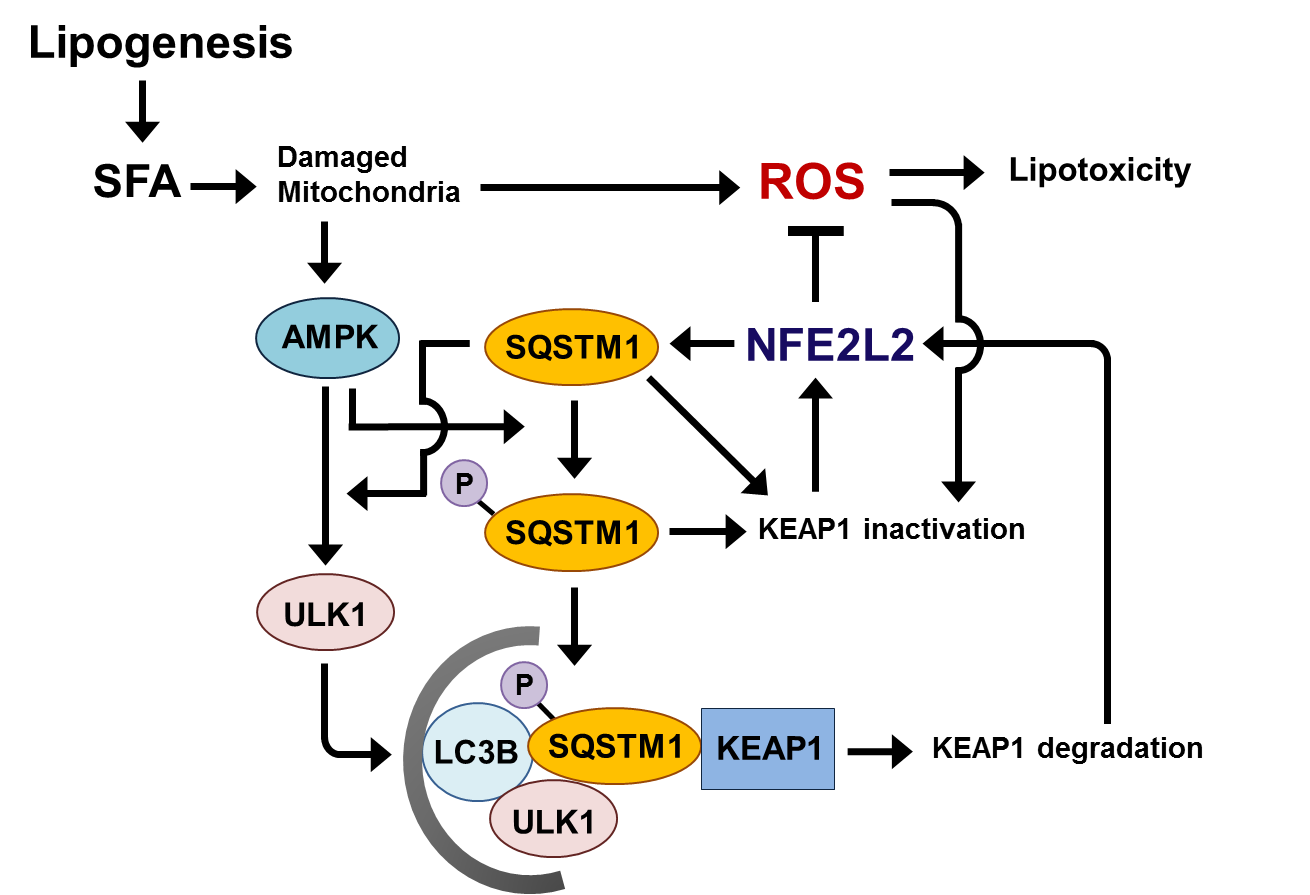 Lipogenesis
SFA
Damaged
Mitochondria
ROS
Lipotoxicity
AMPK
SQSTM1
NFE2L2
P
SQSTM1
KEAP1 inactivation
ULK1
P
LC3B
SQSTM1
KEAP1
KEAP1 degradation
ULK1